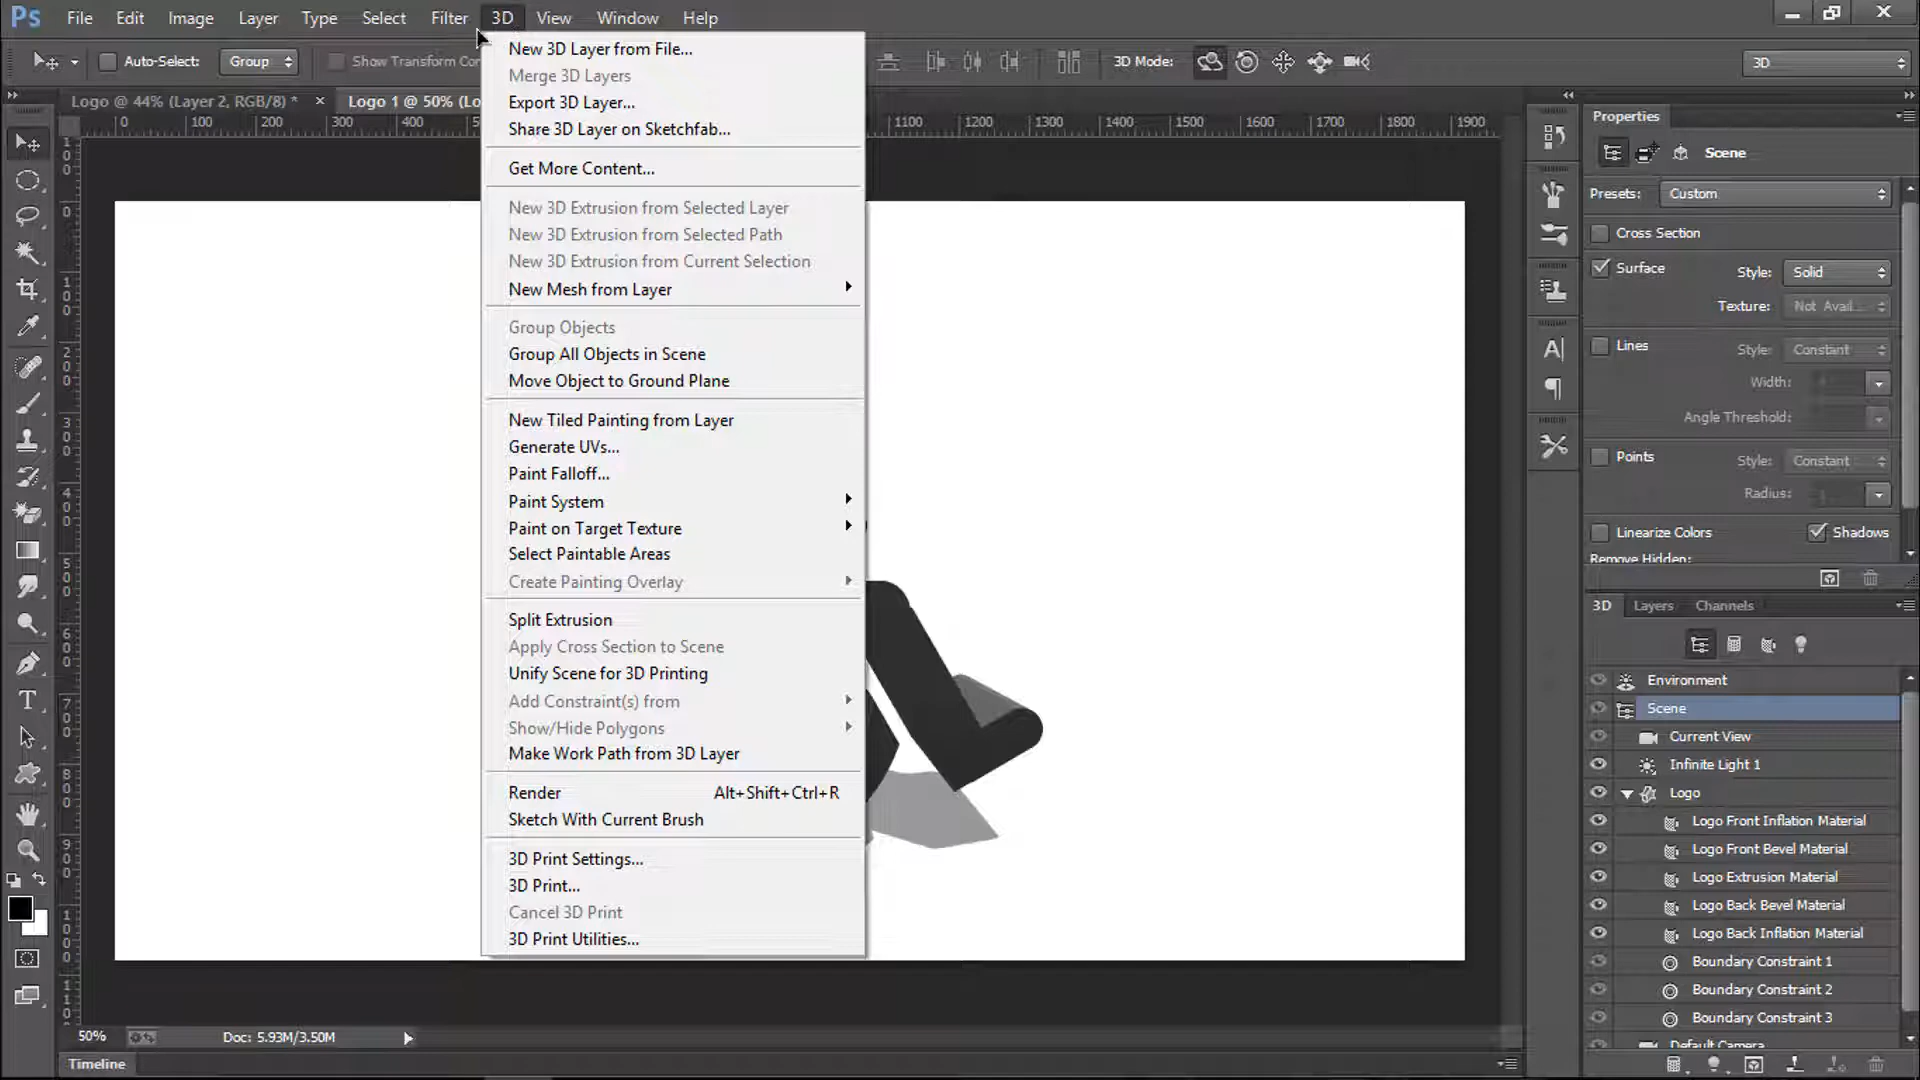 Ps File Edit Image Layer Type Select Filter 3D View Window Help
Auto-Select: Group Show Transform Con 3D Mode: 3D
Logo @ 44% (Layer 2, RGB/8) * × Logo 1 @ 50% (Lo
0 100 200 300 400 1100 1200 1300 1400 1500 1600 1700 1800 1900
New 3D Layer from File...
Merge 3D Layers
Export 3D Layer...
Share 3D Layer on Sketchfab...
Get More Content...
New 3D Extrusion from Selected Layer
New 3D Extrusion from Selected Path
New 3D Extrusion from Current Selection
New Mesh from Layer
Group Objects
Group All Objects in Scene
Move Object to Ground Plane
New Tiled Painting from Layer
Generate UVs...
Paint Falloff...
Paint System
Paint on Target Texture
Select Paintable Areas
Create Painting Overlay
Split Extrusion
Apply Cross Section to Scene
Unify Scene for 3D Printing
Add Constraint(s) from
Show/Hide Polygons
Make Work Path from 3D Layer
Render Alt+Shift+Ctrl+R
Sketch With Current Brush
3D Print Settings...
3D Print...
Cancel 3D Print
3D Print Utilities...
Properties
Scene
Presets: Custom
Cross Section
Surface Style: Solid
Texture: Not Avail...
Lines Style: Constant
Width:
Angle Threshold:
Points Style: Constant
Radius:
Linearize Colors Shadows
Remove Hidden:
3D Layers Channels
Environment
Scene
Current View
Infinite Light 1
Logo
Logo Front Inflation Material
Logo Front Bevel Material
Logo Extrusion Material
Logo Back Bevel Material
Logo Back Inflation Material
Boundary Constraint 1
Boundary Constraint 2
Boundary Constraint 3
Default Camera
50% Doc: 5.93M/3.50M
Timeline